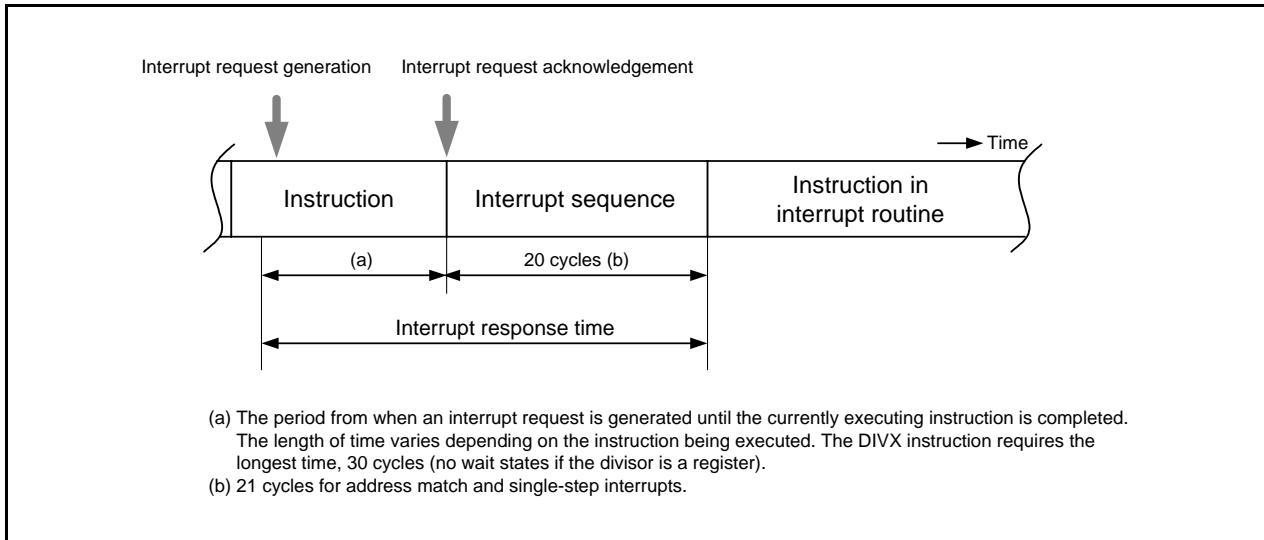 Interrupt request generation
Interrupt request acknowledgement
Time
Instruction
Interrupt sequence
Instruction in
interrupt routine
(a)
20 cycles (b)
Interrupt response time
(a) The period from when an interrupt request is generated until the currently executing instruction is completed.
The length of time varies depending on the instruction being executed. The DIVX instruction requires the
longest time, 30 cycles (no wait states if the divisor is a register).
(b) 21 cycles for address match and single-step interrupts.